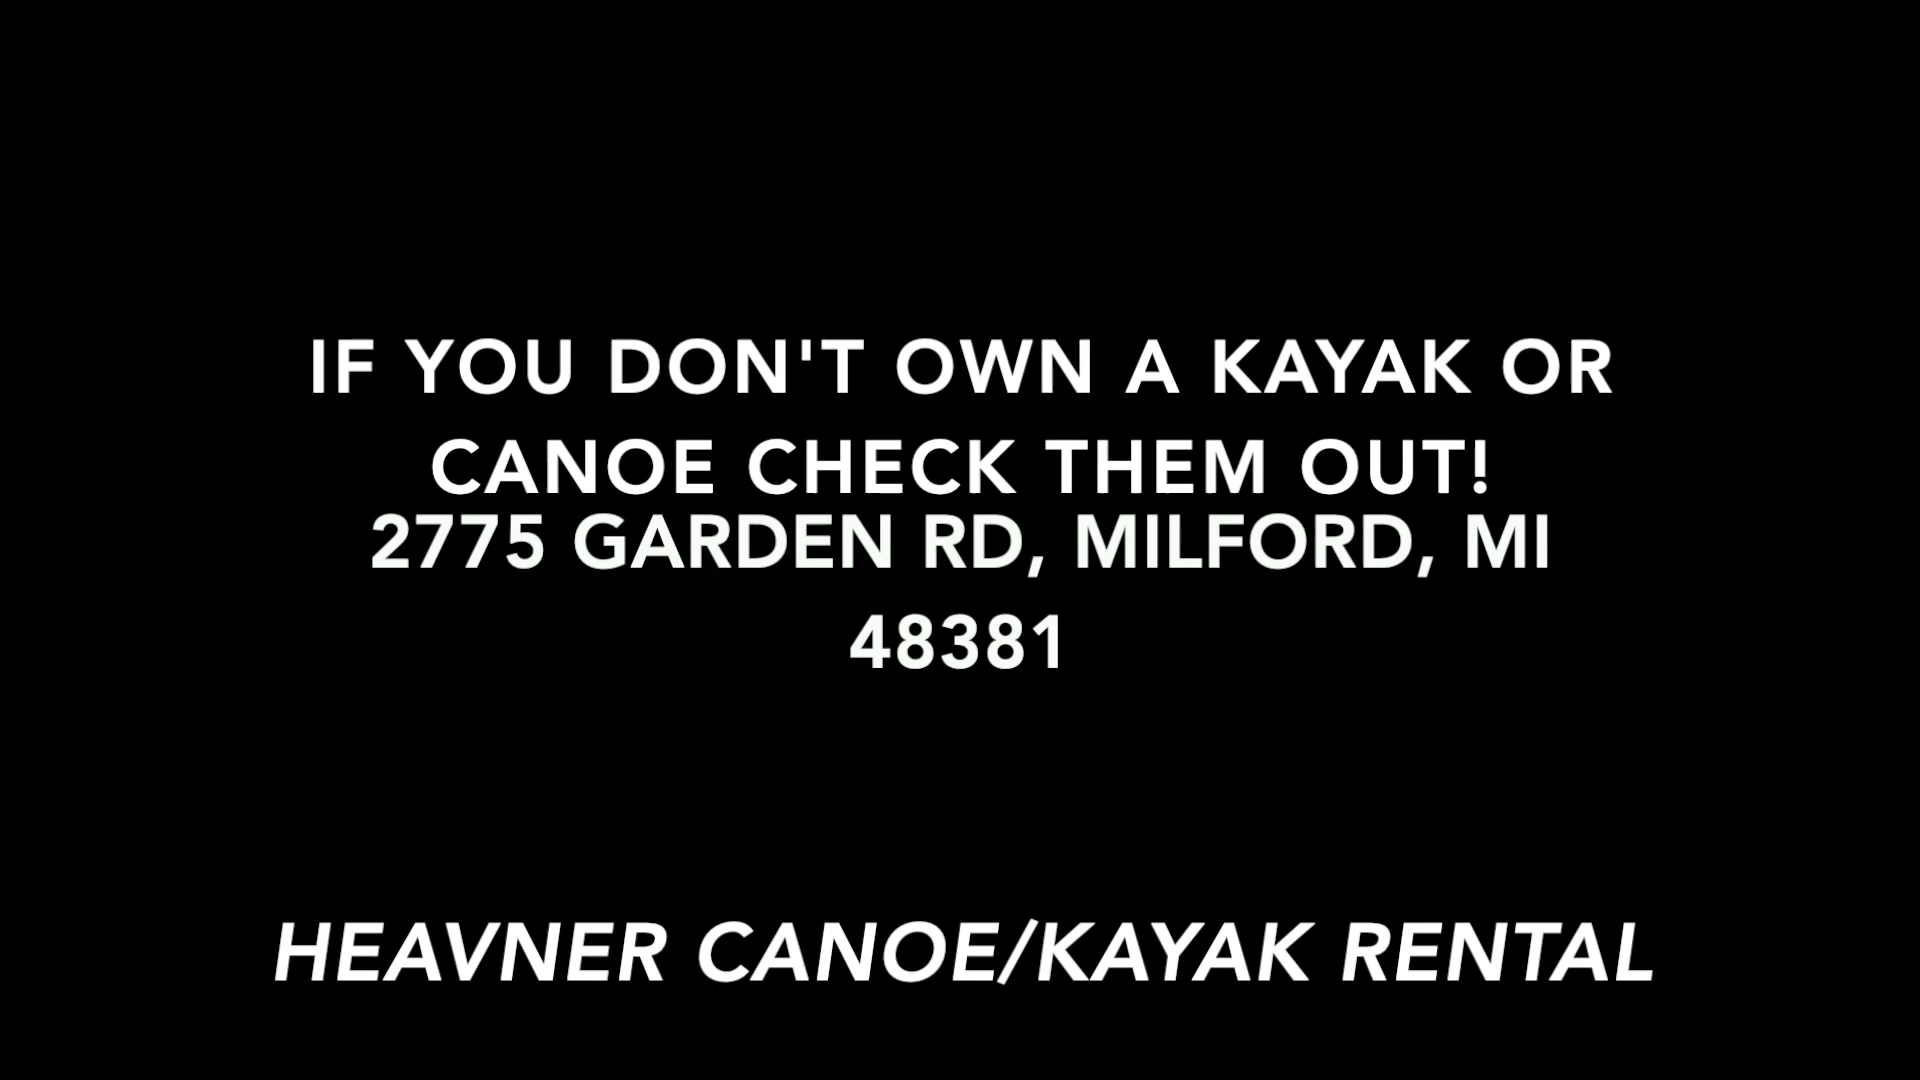 IF YOU DON'T OWN A KAYAK OR
CANOE CHECK THEM OUT!
2775 GARDEN RD, MILFORD, MI
48381
HEAVNER CANOE/KAYAK RENTAL